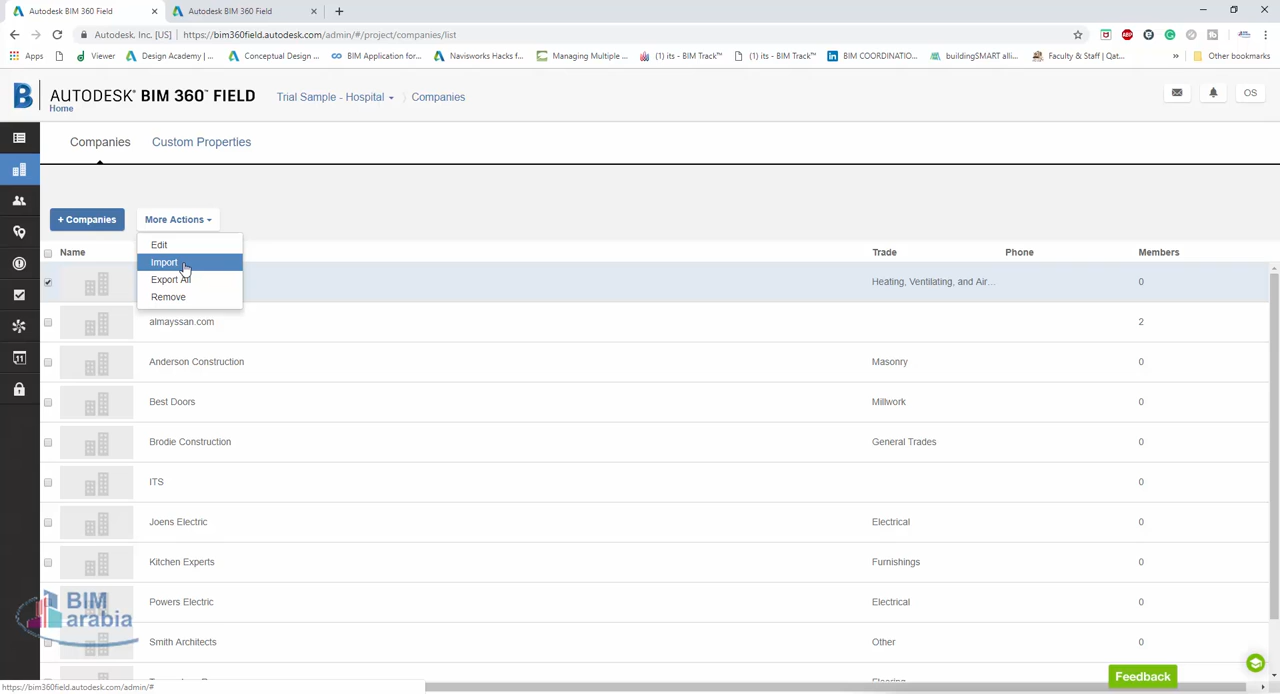 Autodesk BIM 360 Field
Autodesk BIM 360 Field
Autodesk, Inc. [US]
https://bim360field.autodesk.com/admin/#/project/companies/list
Apps
Viewer
Design Academy |...
Conceptual Design ...
BIM Application for...
Navisworks Hacks f...
Managing Multiple ...
(1) its - BIM Track™
(1) its - BIM Track™
BIM COORDINATIO...
buildingSMART alli...
Faculty & Staff | Qat...
»
Other bookmarks
AUTODESK® BIM 360™ FIELD
Home
Trial Sample - Hospital
Companies
OS
Companies
Custom Properties
+ Companies
More Actions
Edit
Import
Export All
Remove
Name
Trade
Phone
Members
Heating, Ventilating, and Air... 0
almayssan.com 2
Anderson Construction Masonry 0
Best Doors Millwork 0
Brodie Construction General Trades 0
ITS 0
Joens Electric Electrical 0
Kitchen Experts Furnishings 0
Powers Electric Electrical 0
Smith Architects Other 0
11
BIM
arabia
Feedback
https://bim360field.autodesk.com/admin/#